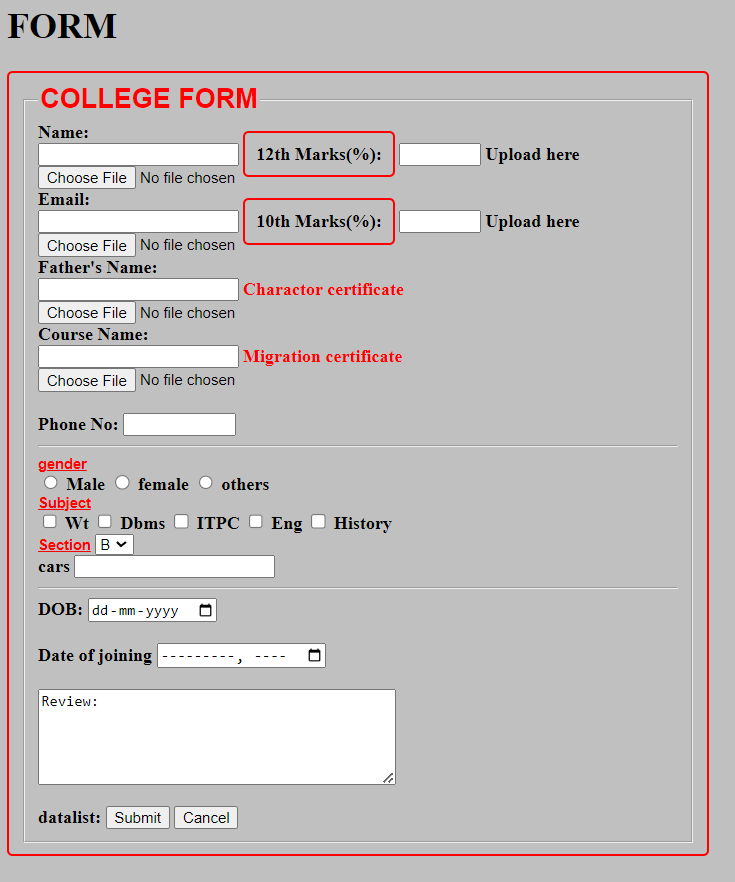 FORM
COLLEGE FORM
Name:
12th Marks(%): Upload here
Choose File No file chosen
Email:
10th Marks(%): Upload here
Choose File No file chosen
Father's Name:
Charactor certificate
Choose File No file chosen
Course Name:
Migration certificate
Choose File No file chosen
Phone No:
gender
Male female others
Subject
Wt Dbms ITPC Eng History
Section B
cars
DOB: dd-mm-yyyy
Date of joining ---------, ----
Review:
datalist: Submit Cancel